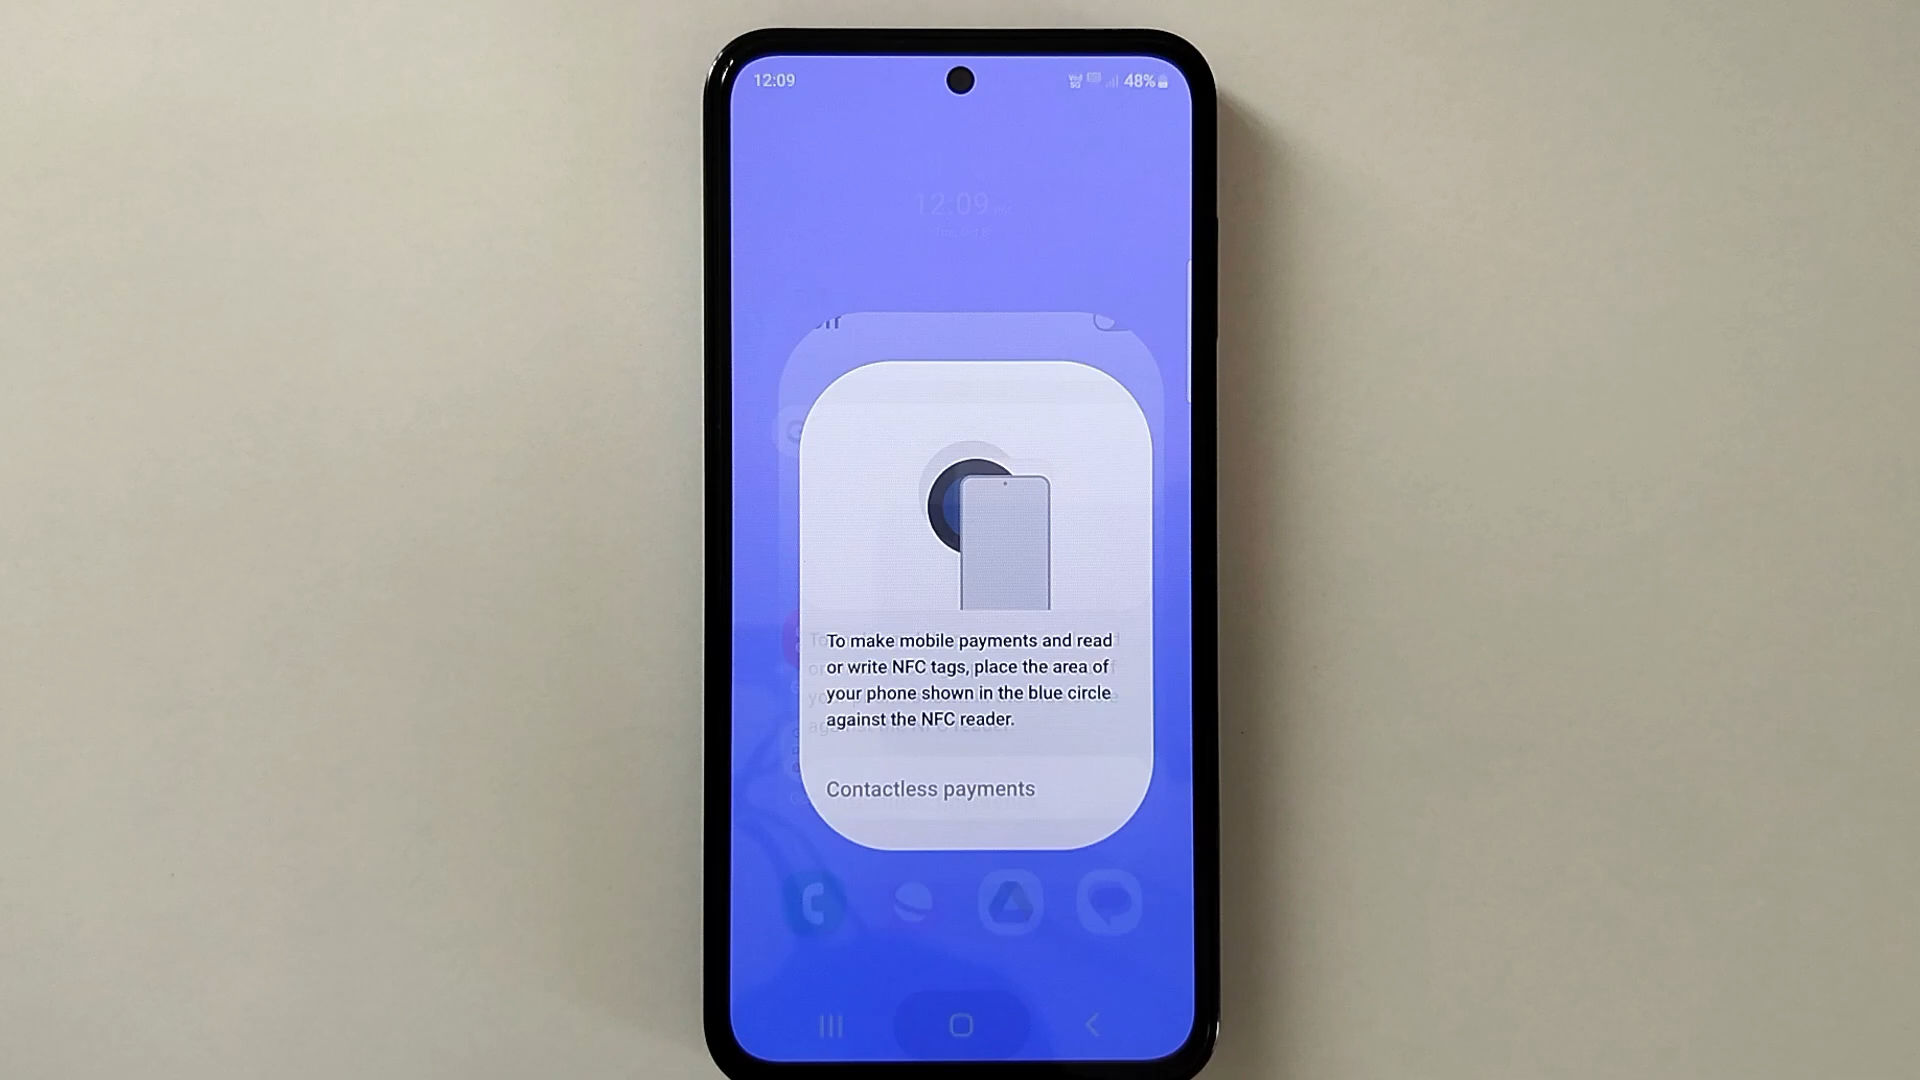 12:09
48%
12:09
To make mobile payments and read
or write NFC tags, place the area of
your phone shown in the blue circle
against the NFC reader.
Contactless payments